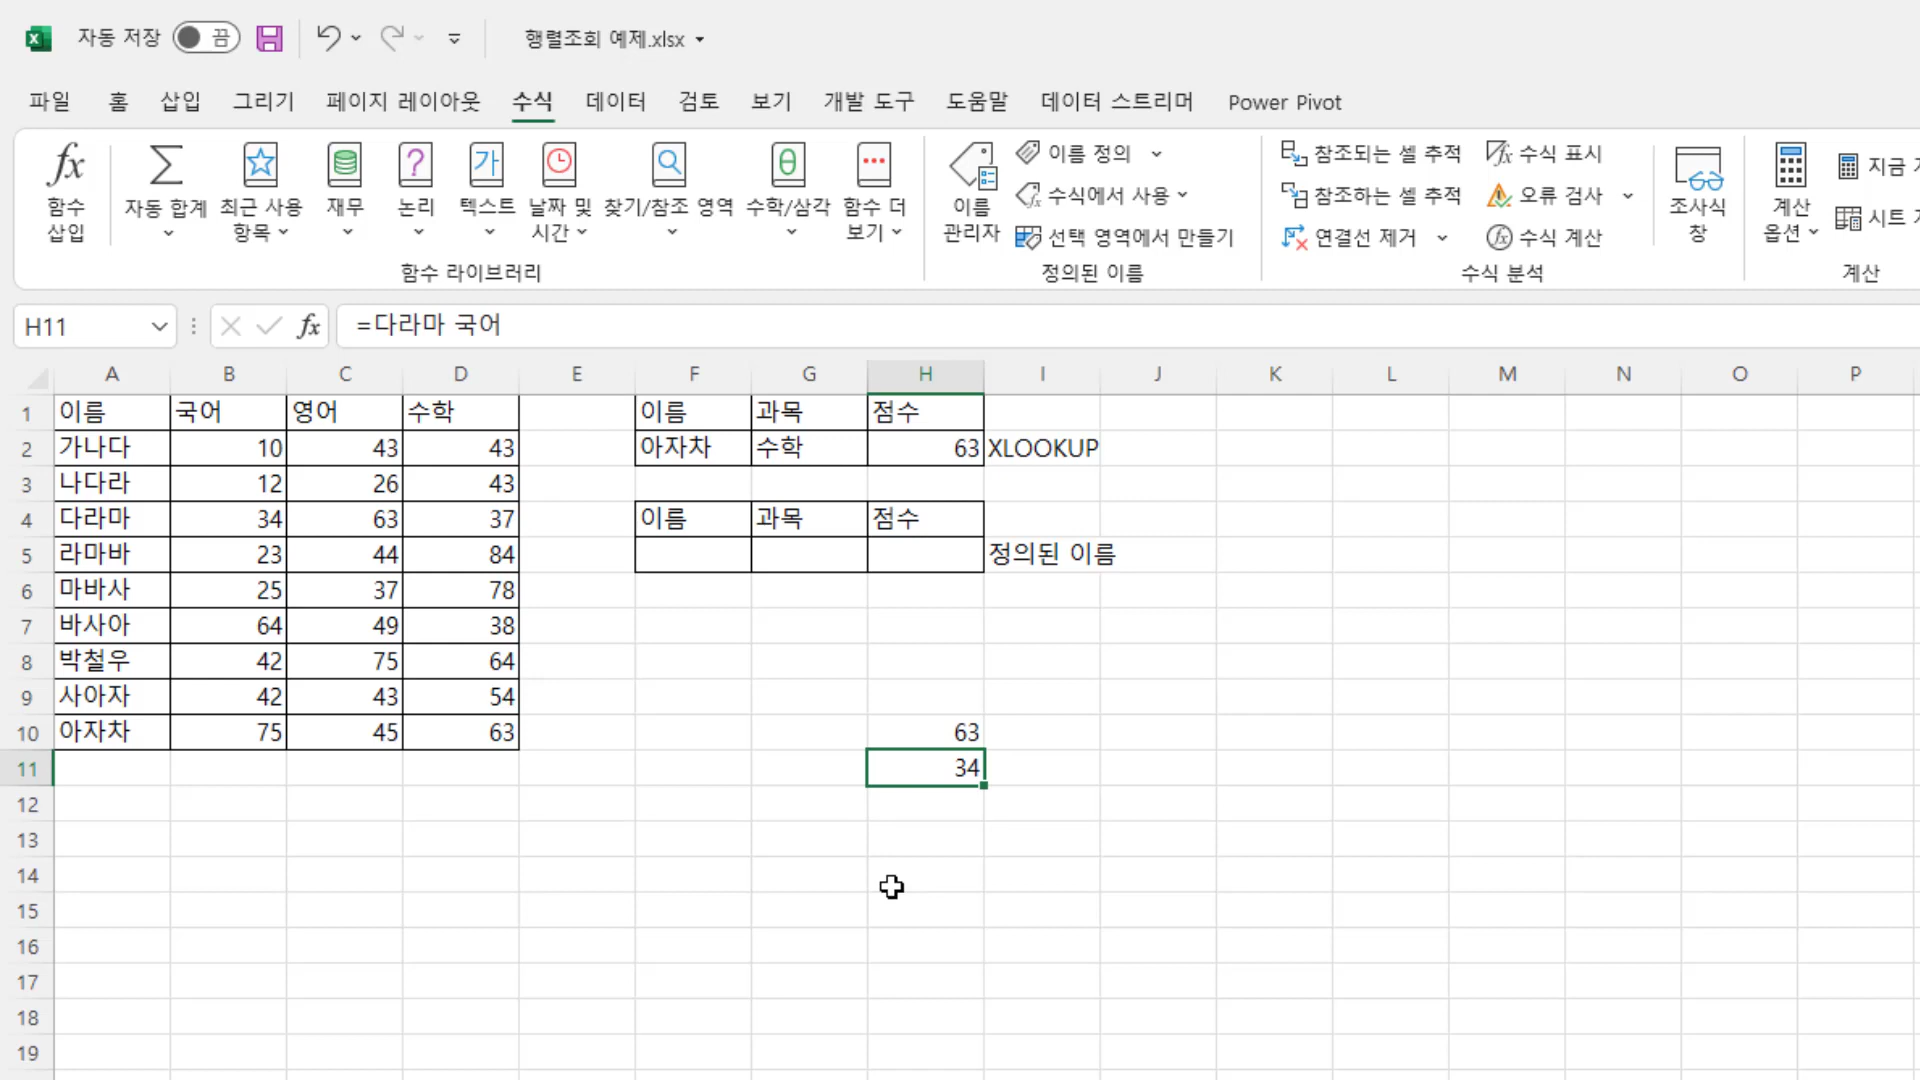 자동 저장 끔 행렬조회 예제.xlsx
파일 홈 삽입 그리기 페이지 레이아웃 수식 데이터 검토 보기 개발 도구 도움말 데이터 스트리머 Power Pivot
fx 함수 삽입
자동 합계
최근 사용 항목
재무
논리
텍스트
날짜 및 시간
찾기/참조 영역
수학/삼각
함수 더 보기
함수 라이브러리
이름 관리자
이름 정의
수식에서 사용
선택 영역에서 만들기
정의된 이름
참조되는 셀 추적
참조하는 셀 추적
연결선 제거
수식 표시
오류 검사
수식 계산
수식 분석
조사식 창
계산 옵션
지금
시트
계산
H11 fx =다라마 국어
A B C D E F G H I J K L M N O P
1 이름 국어 영어 수학 이름 과목 점수
2 가나다 10 43 43 아자차 수학 63 XLOOKUP
3 나다라 12 26 43
4 다라마 34 63 37 이름 과목 점수
5 라마바 23 44 84 정의된 이름
6 마바사 25 37 78
7 바사아 64 49 38
8 박철우 42 75 64
9 사아자 42 43 54
10 아자차 75 45 63 63
11 34
12
13
14
15
16
17
18
19